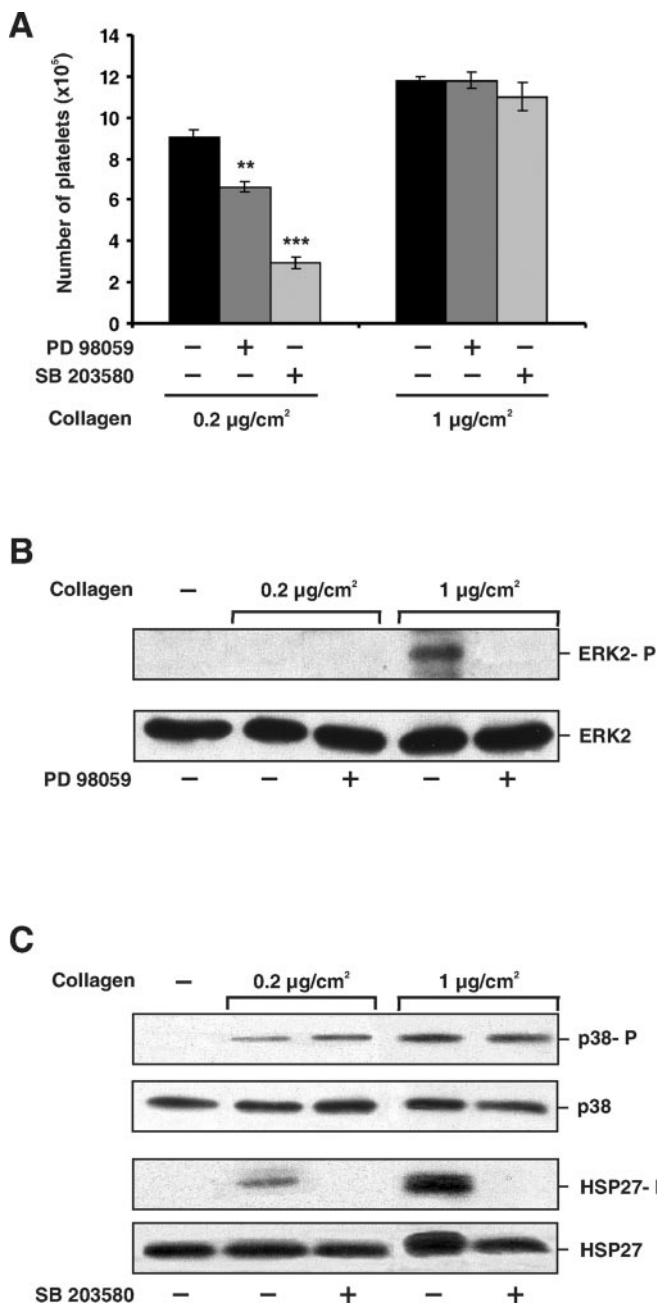 A
Number of platelets (x10⁵)
14
12
10
8
6
4
2
0
** ***
PD 98059 – + – – + –
SB 203580 – – + – – +
Collagen 0.2 µg/cm² 1 µg/cm²
B
Collagen – 0.2 µg/cm² 1 µg/cm²
ERK2- P
ERK2
PD 98059 – – + – +
C
Collagen – 0.2 µg/cm² 1 µg/cm²
p38- P
p38
HSP27-
HSP27
SB 203580 – – + – +